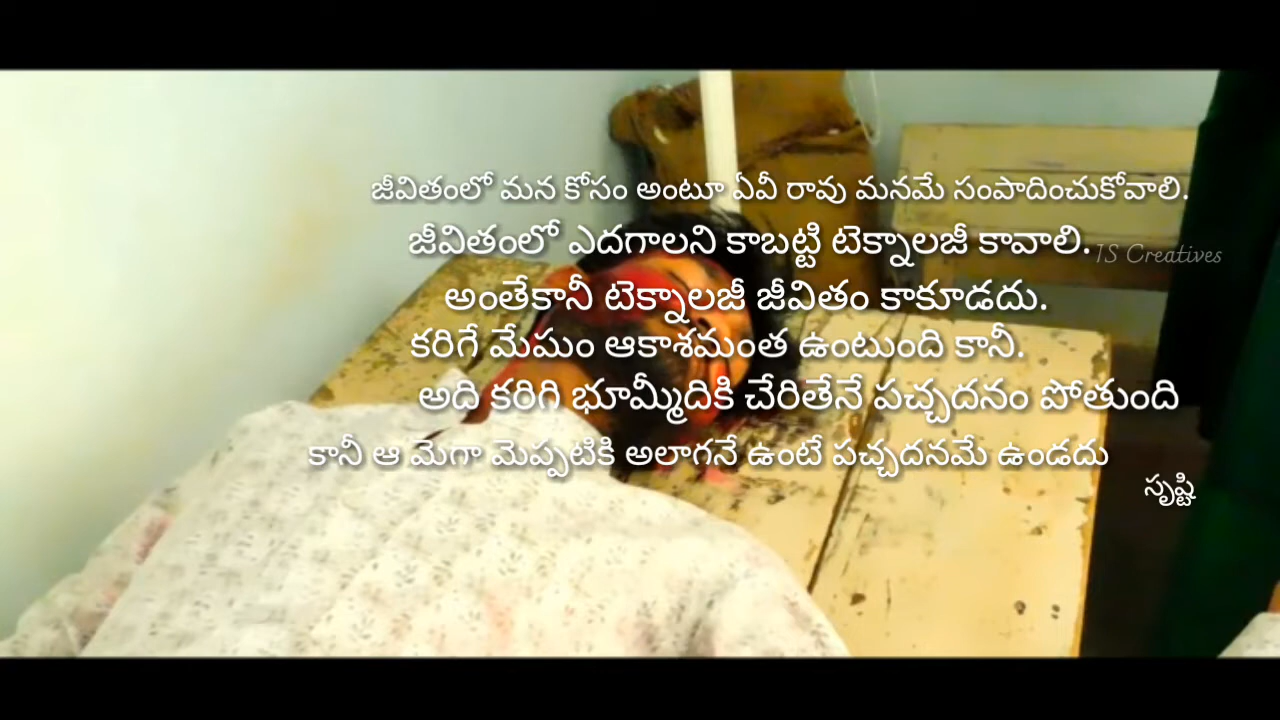 జీవితంలో మన కోసం అంటూ ఏవీ రావు మనమే సంపాదించుకోవాలి.
జీవితంలో ఎదగాలని కాబట్టి టెక్నాలజీ కావాలి.
IS Creatives
అంతేకానీ టెక్నాలజీ జీవితం కాకూడదు.
కరిగే మేఘం ఆకాశమంత ఉంటుంది కానీ.
అది కరిగి భూమ్మీదికి చేరితేనే పచ్చదనం పోతుంది
కానీ ఆ మెగా మెప్పటికి అలాగనే ఉంటే పచ్చదనమే ఉండదు
సృష్టి